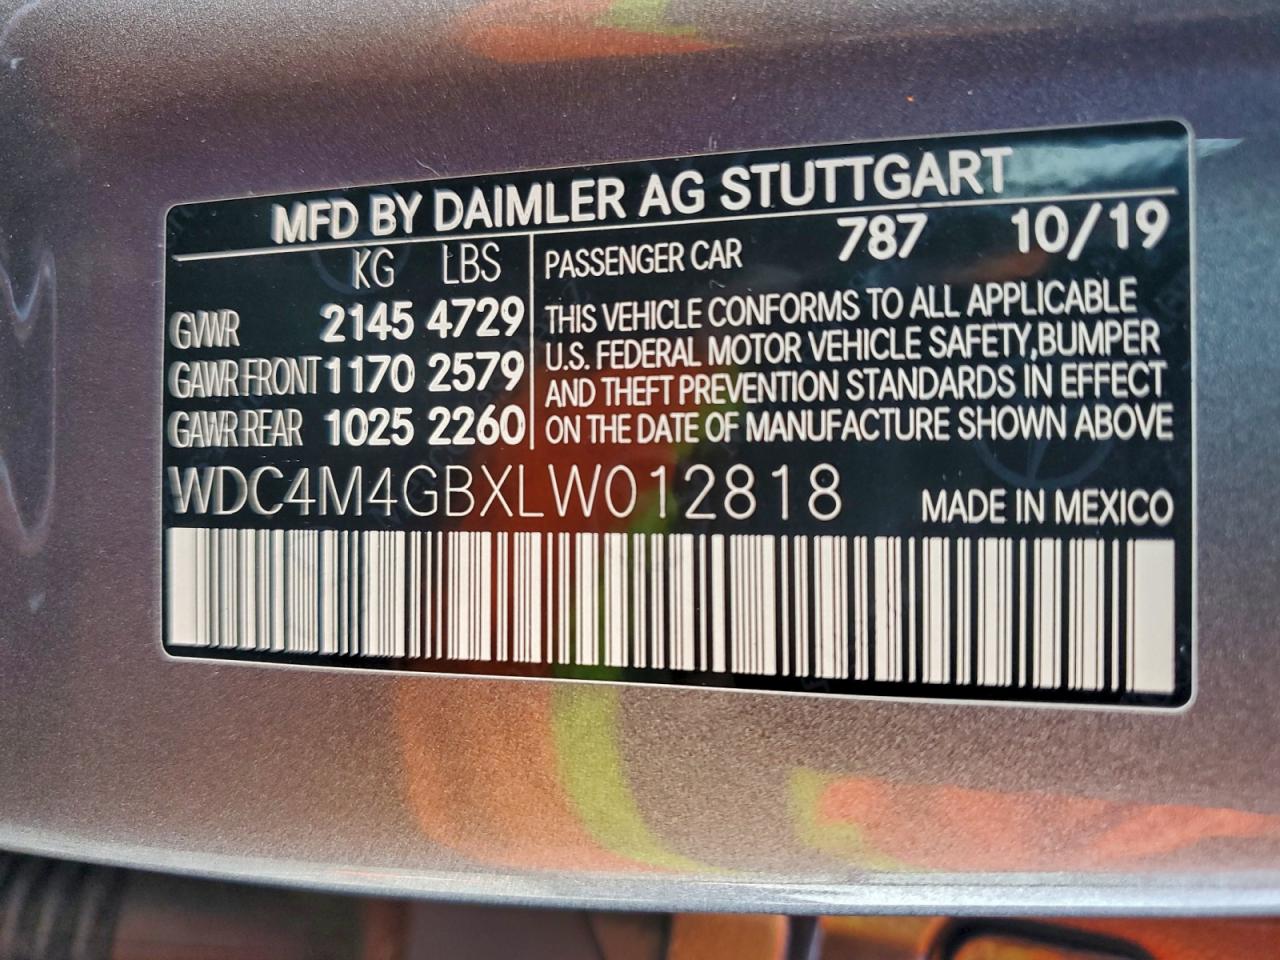 MFD BY DAIMLER AG STUTTGART
KG LBS
GVWR 2145 4729
GAWR FRONT 1170 2579
GAWR REAR 1025 2260
PASSENGER CAR 787 10/19
THIS VEHICLE CONFORMS TO ALL APPLICABLE
U.S. FEDERAL MOTOR VEHICLE SAFETY,BUMPER
AND THEFT PREVENTION STANDARDS IN EFFECT
ON THE DATE OF MANUFACTURE SHOWN ABOVE
WDC4M4GBXLW012818 MADE IN MEXICO